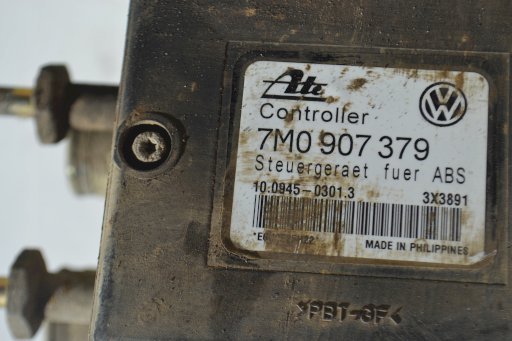 Ate
Controller
7M0 907 379
Steuergeraet fuer ABS
10.0945-0301.3 3X3891
MADE IN PHILIPPINES
>PBT-GF<